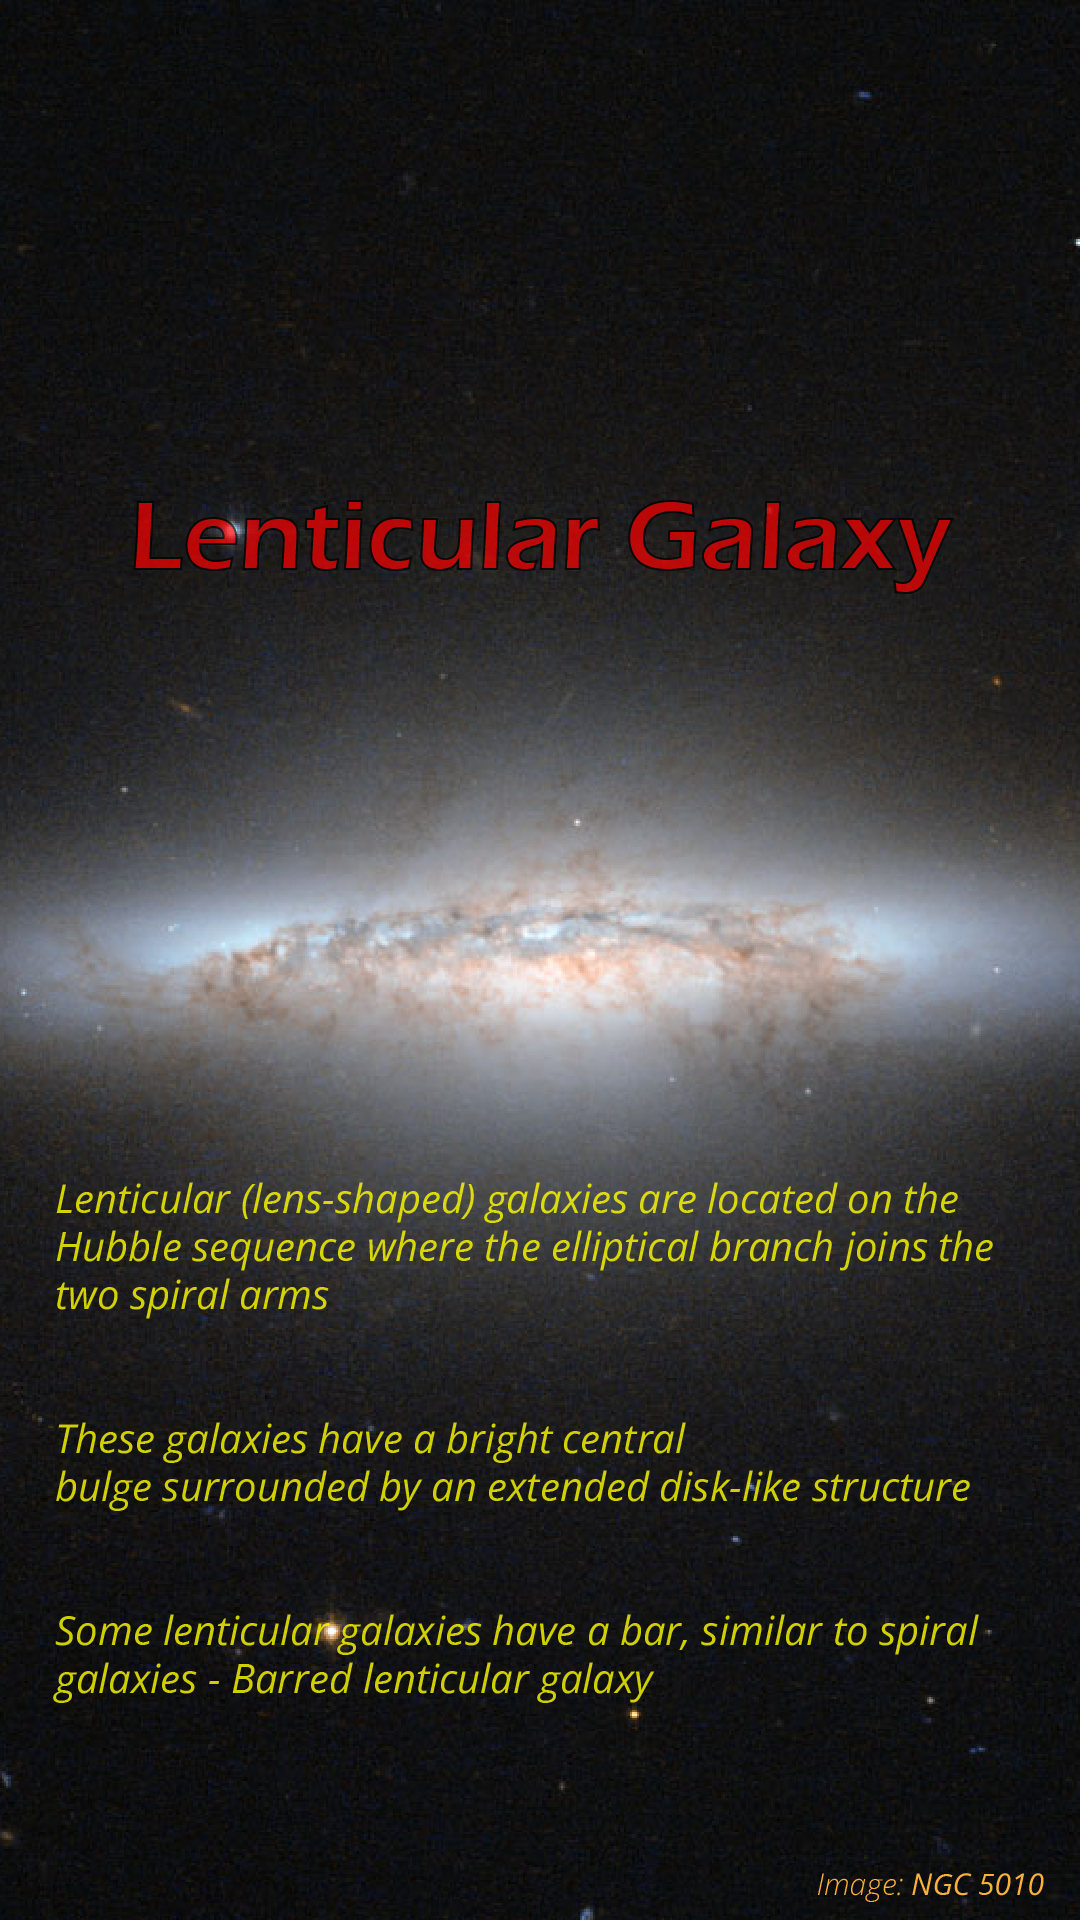 Lenticular Galaxy
Lenticular (lens-shaped) galaxies are located on the
Hubble sequence where the elliptical branch joins the
two spiral arms
These galaxies have a bright central
bulge surrounded by an extended disk-like structure
Some lenticular galaxies have a bar, similar to spiral
galaxies - Barred lenticular galaxy
Image: NGC 5010